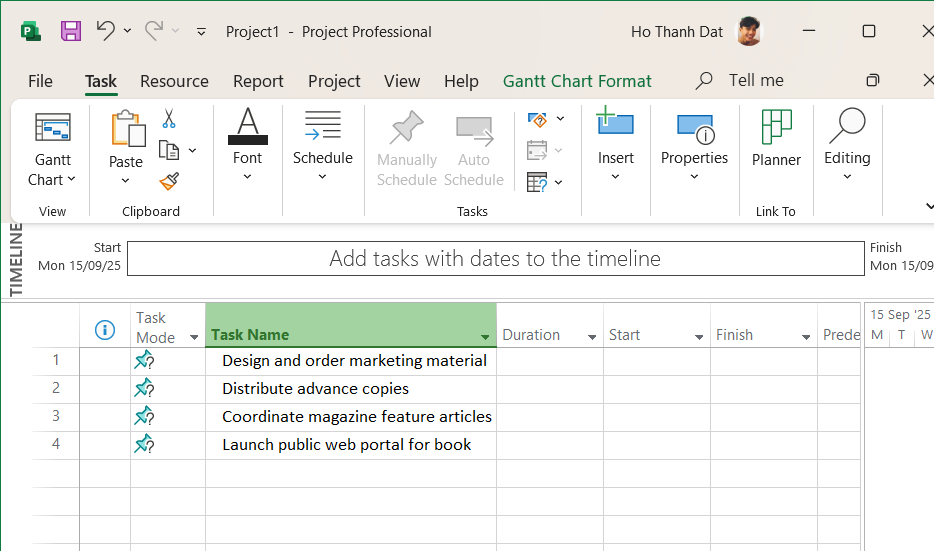 Project1 - Project Professional
Ho Thanh Dat
File Task Resource Report Project View Help Gantt Chart Format Tell me
Gantt Chart
Paste
Font
Schedule
Manually Schedule
Auto Schedule
Insert
Properties
Planner
Editing
View
Clipboard
Tasks
Link To
TIMELINE
Start
Mon 15/09/25
Add tasks with dates to the timeline
Finish
Mon 15/09
Task Mode
Task Name
Duration
Start
Finish
Prede
15 Sep '25
M T W
1 Design and order marketing material
2 Distribute advance copies
3 Coordinate magazine feature articles
4 Launch public web portal for book